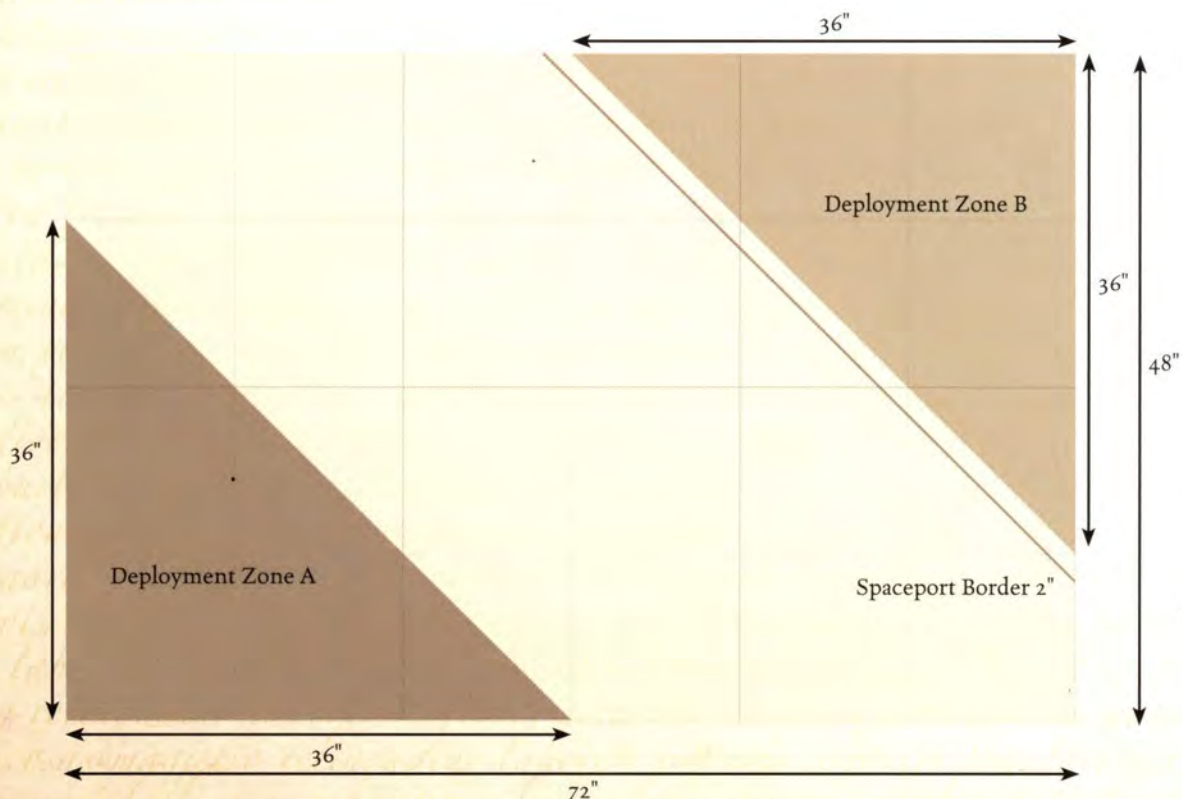 36"
Deployment Zone B
36"
48"
36"
Deployment Zone A
Spaceport Border 2"
36"
72"